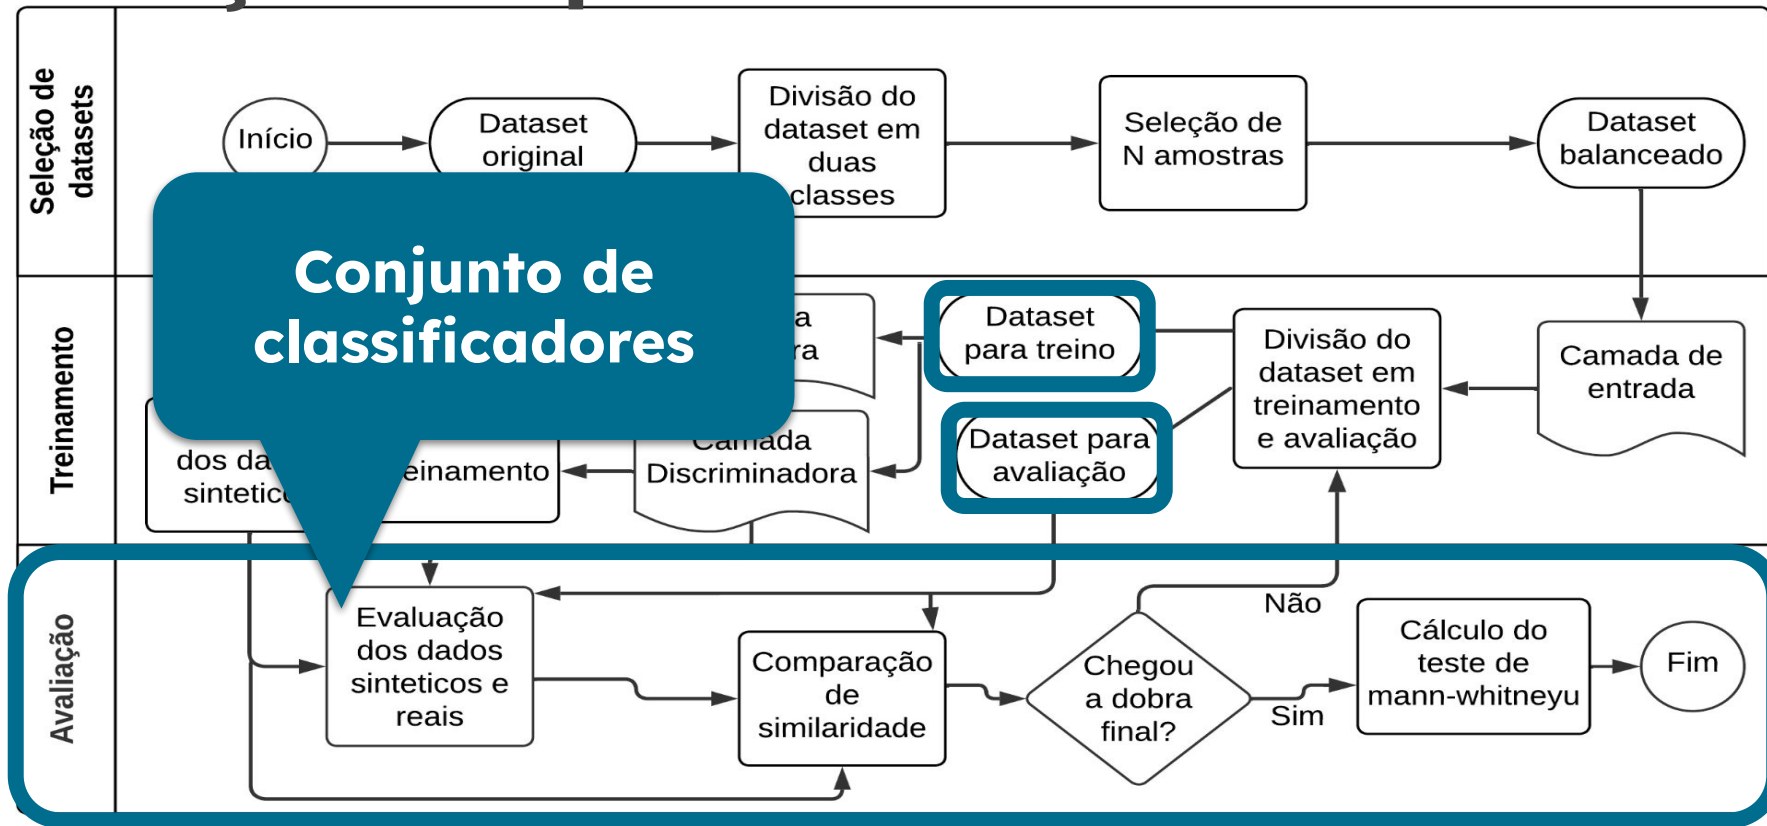 Seleção de
datasets
Início
Dataset
original
Divisão do
dataset em
duas
classes
Seleção de
N amostras
Dataset
balanceado
Conjunto de
classificadores
Treinamento
Dataset
para treino
Divisão do
dataset em
treinamento
e avaliação
Camada de
entrada
Dataset para
avaliação
Camada
Discriminadora
einamento
dos da
sintetic
Avaliação
Evaluação
dos dados
sinteticos e
reais
Comparação
de
similaridade
Chegou
a dobra
final?
Não
Sim
Cálculo do
teste de
mann-whitneyu
Fim